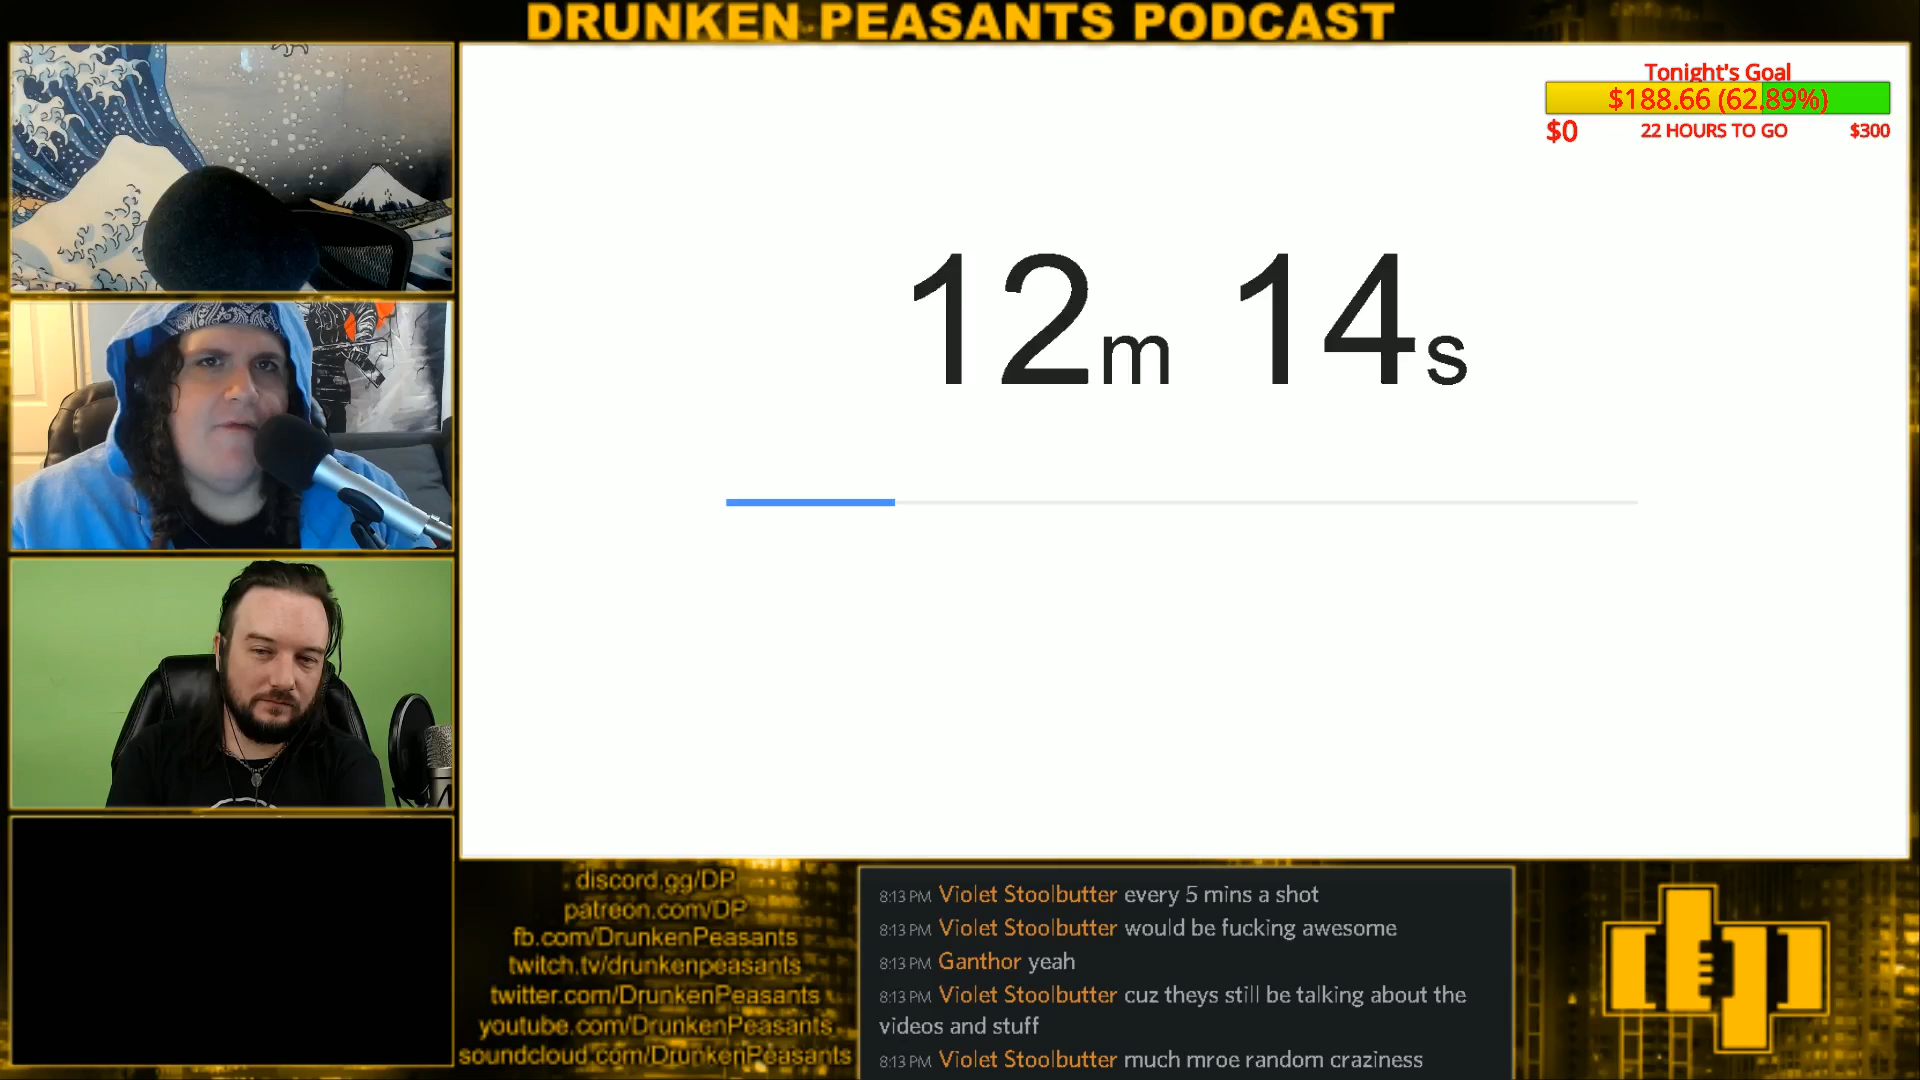 DRUNKEN PEASANTS PODCAST
Tonight's Goal
$188.66 (62.89%)
$0 22 HOURS TO GO $300
12m 14s
discord.gg/DP
patreon.com/DP
fb.com/DrunkenPeasants
twitch.tv/drunkenpeasants
twitter.com/DrunkenPeasants
youtube.com/DrunkenPeasants
soundcloud.com/DrunkenPeasants
8:13 PM Violet Stoolbutter every 5 mins a shot
8:13 PM Violet Stoolbutter would be fucking awesome
8:13 PM Ganthor yeah
8:13 PM Violet Stoolbutter cuz theys still be talking about the
videos and stuff
8:13 PM Violet Stoolbutter much mroe random craziness